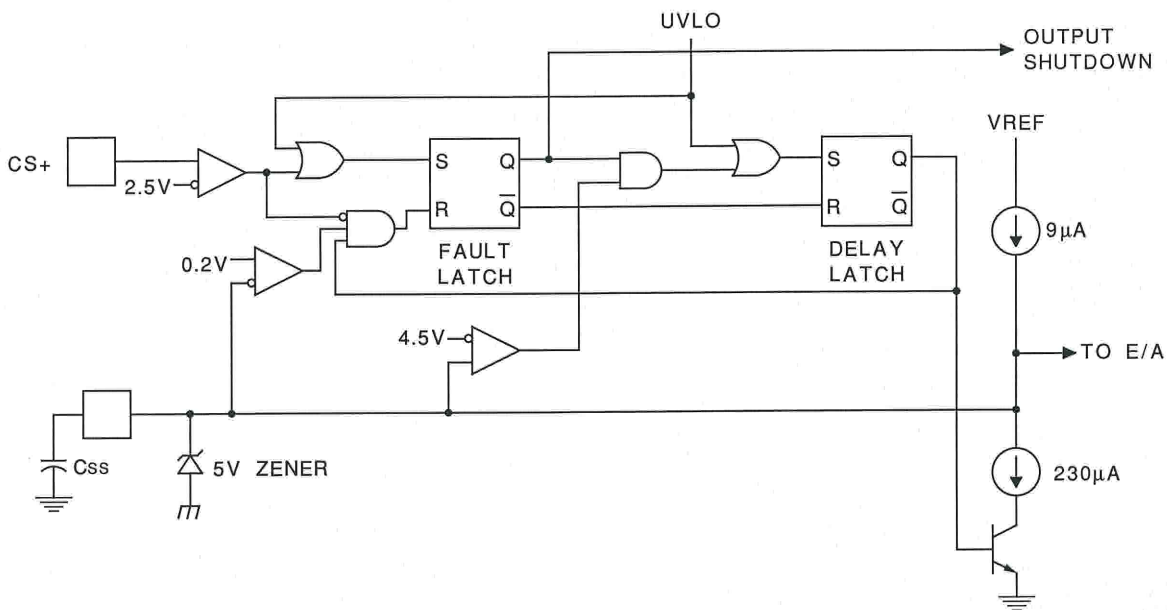 UVLO
OUTPUT
SHUTDOWN
VREF
CS+
2.5V
S
Q
R
Q̅
FAULT
LATCH
S
Q
R
Q̅
DELAY
LATCH
9µA
0.2V
4.5V
TO E/A
Css
5V ZENER
230µA